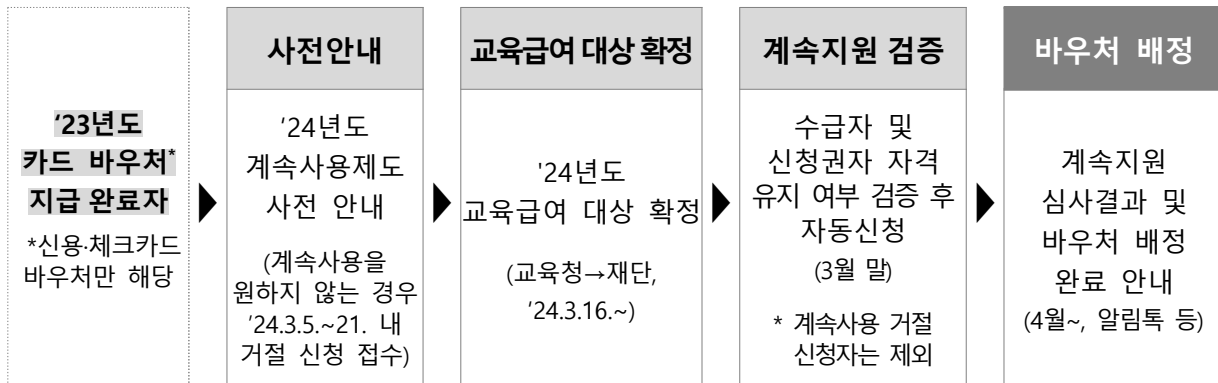 ‘23년도
카드 바우처*
지급 완료자
*신용·체크카드
바우처만 해당
사전안내
‘24년도
계속사용제도
사전 안내
(계속사용을
원하지 않는 경우
'24.3.5.~21. 내
거절 신청 접수)
교육급여 대상 확정
'24년도
교육급여 대상 확정
(교육청→재단,
'24.3.16.~)
계속지원 검증
수급자 및
신청권자 자격
유지 여부 검증 후
자동신청
(3월 말)
* 계속사용 거절
신청자는 제외
바우처 배정
계속지원
심사결과 및
바우처 배정
완료 안내
(4월~, 알림톡 등)